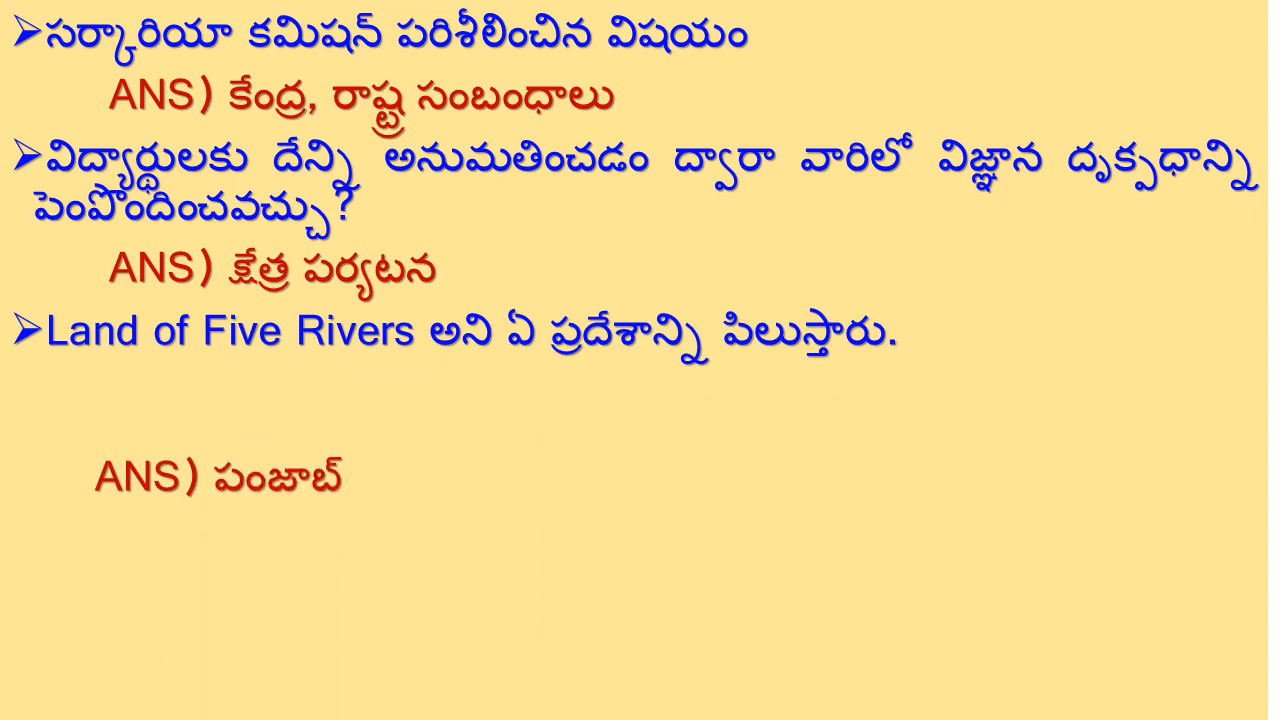 ➢సర్కారియా కమిషన్ పరిశీలించిన విషయం
ANS) కేంద్ర, రాష్ట్ర సంబంధాలు
➢విద్యార్థులకు దేన్ని అనుమతించడం ద్వారా వారిలో విజ్ఞాన దృక్పధాన్ని
పెంపొందించవచ్చు?
ANS) క్షేత్ర పర్యటన
➢Land of Five Rivers అని ఏ ప్రదేశాన్ని పిలుస్తారు.
ANS) పంజాబ్